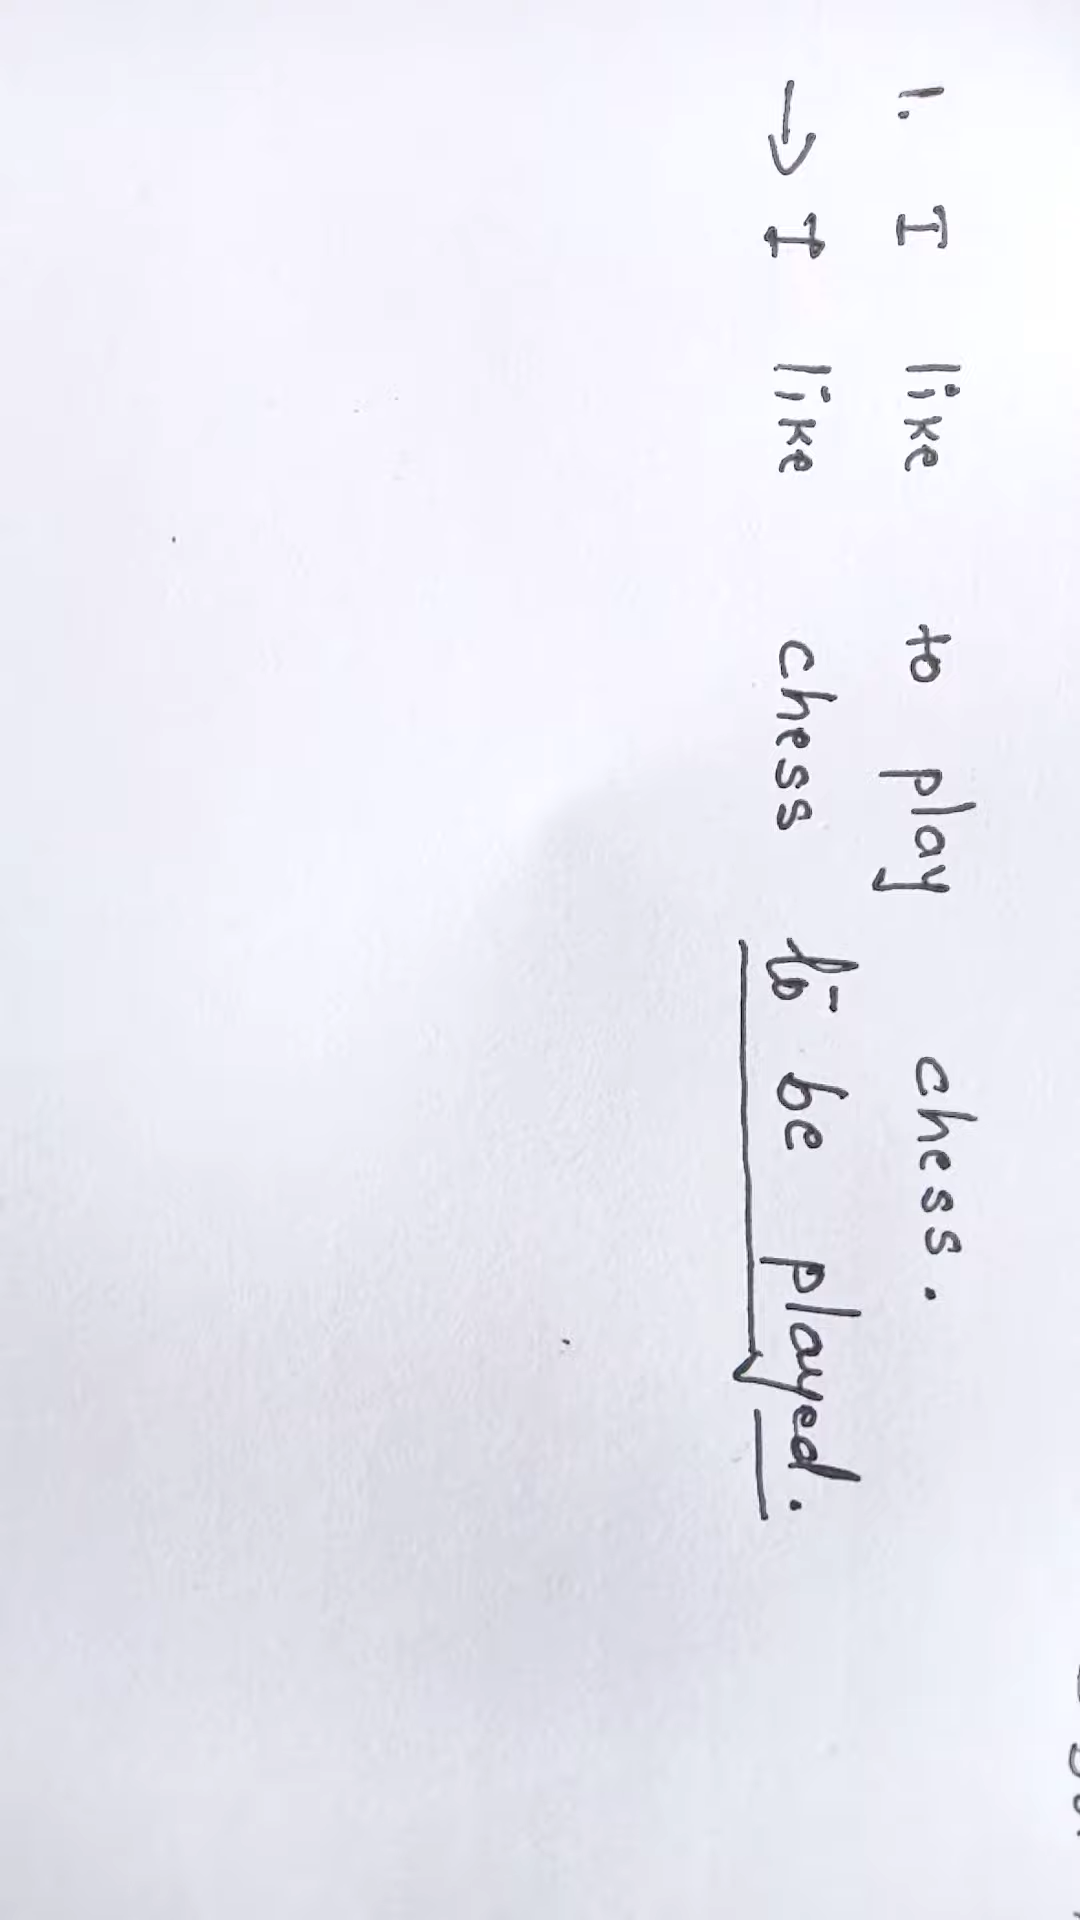 1. I like to play chess.
→ I like chess to be played.